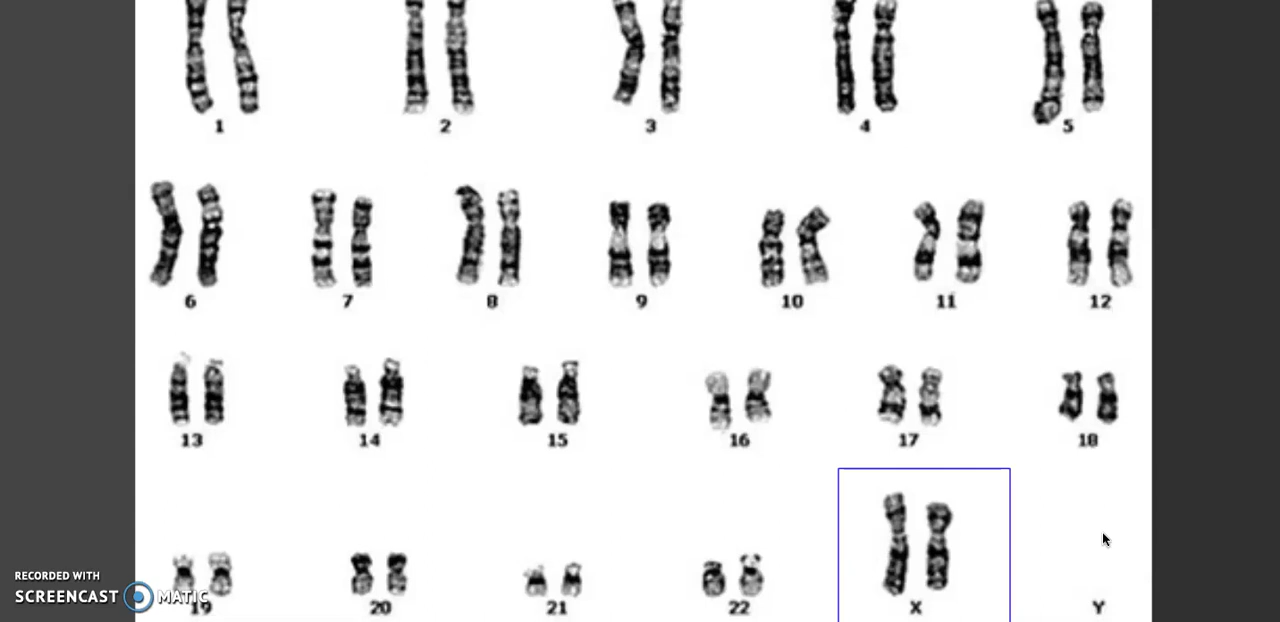 1 2 3 4 5
6 7 8 9 10 11 12
13 14 15 16 17 18
RECORDED WITH
SCREENCAST MATIC
19 20 21 22 X Y